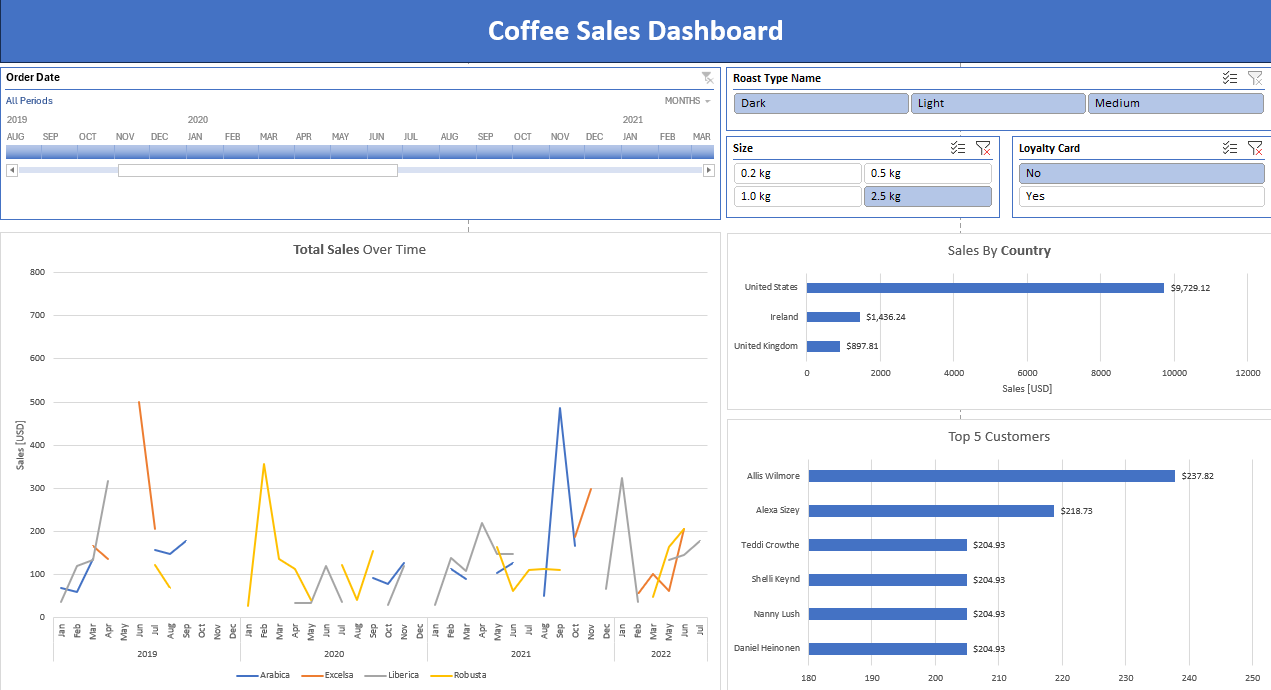 Coffee Sales Dashboard
Order Date
All Periods
MONTHS
2019 2020 2021
AUG SEP OCT NOV DEC JAN FEB MAR APR MAY JUN JUL AUG SEP OCT NOV DEC JAN FEB MAR
Roast Type Name
Dark Light Medium
Size
0.2 kg 0.5 kg
1.0 kg 2.5 kg
Loyalty Card
No
Yes
Total Sales Over Time
800
700
600
500
400
300
200
100
0
Sales [USD]
Jan Feb Mar Apr May Jun Jul Aug Sep Oct Nov Dec Jan Feb Mar Apr May Jun Jul Aug Sep Oct Nov Dec Jan Feb Mar Apr May Jun Jul Aug Sep Oct Nov Dec Jan Feb Mar May Jun Jul
2019 2020 2021 2022
Arabica Excelsa Liberica Robusta
Sales By Country
United States $9,729.12
Ireland $1,436.24
United Kingdom $897.81
0 2000 4000 6000 8000 10000 12000
Sales [USD]
Top 5 Customers
Allis Wilmore $237.82
Alexa Sizey $218.73
Teddi Crowthe $204.93
Shelli Keynd $204.93
Nanny Lush $204.93
Daniel Heinonen $204.93
180 190 200 210 220 230 240 250